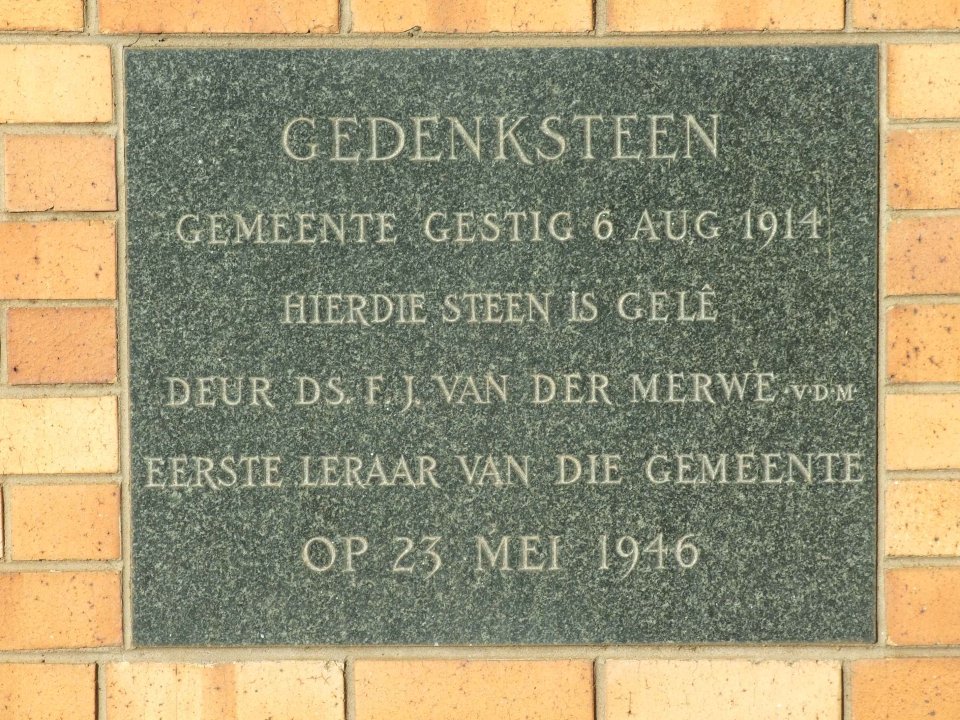 GEDENKSTEEN
GEMEENTE GESTIG 6 AUG 1914
HIERDIE STEEN IS GELÊ
DEUR DS. F. J. VAN DER MERWE ·V·D·M
EERSTE LERAAR VAN DIE GEMEENTE
OP 23 MEI 1946